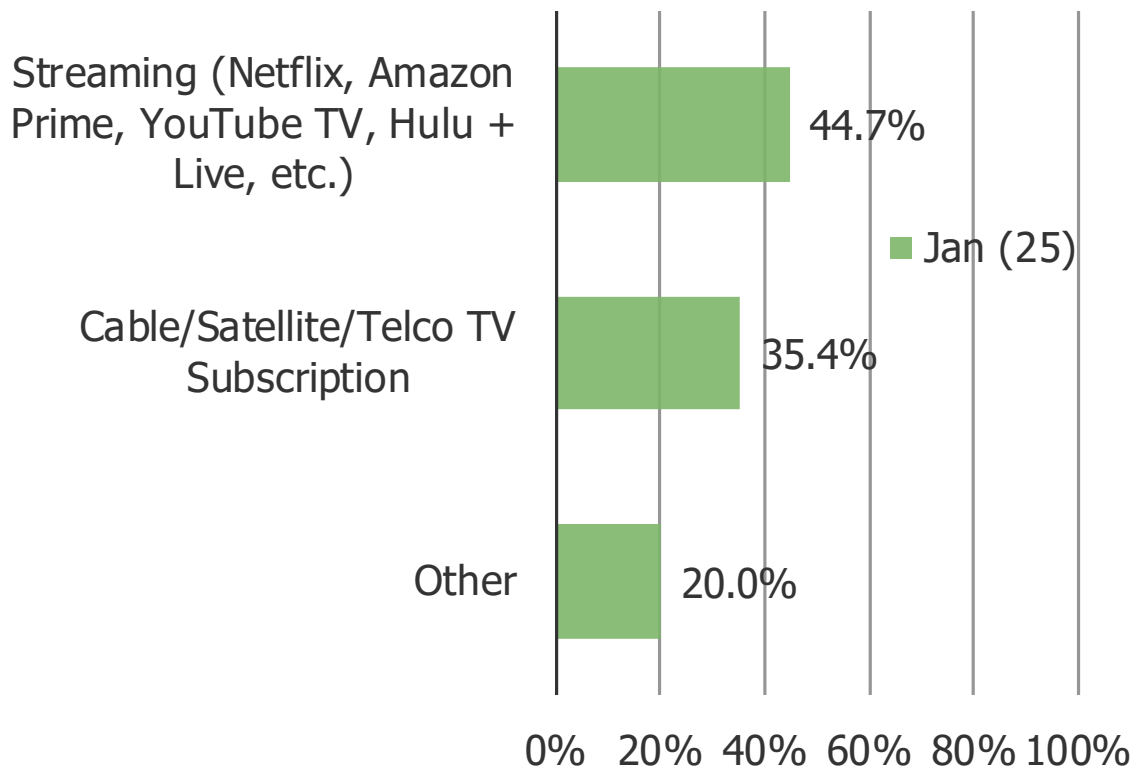 Streaming (Netflix, Amazon
Prime, YouTube TV, Hulu +
Live, etc.)
44.7%
Jan (25)
Cable/Satellite/Telco TV
Subscription
35.4%
Other
20.0%
0% 20% 40% 60% 80% 100%